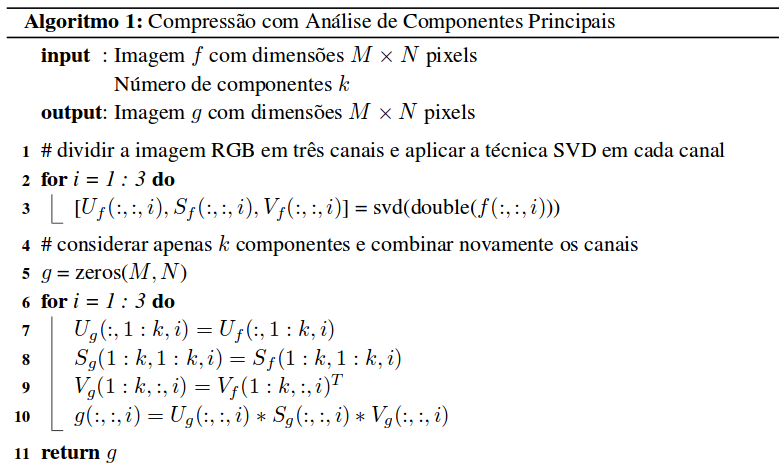 Algoritmo 1: Compressão com Análise de Componentes Principais
input : Imagem f com dimensões M × N pixels
Número de componentes k
output: Imagem g com dimensões M × N pixels
1 # dividir a imagem RGB em três canais e aplicar a técnica SVD em cada canal
2 for i = 1 : 3 do
3 [U_f(:,:,i), S_f(:,:,i), V_f(:,:,i)] = svd(double(f(:,:,i)))
4 # considerar apenas k componentes e combinar novamente os canais
5 g = zeros(M, N)
6 for i = 1 : 3 do
7 U_g(:, 1 : k, i) = U_f(:, 1 : k, i)
8 S_g(1 : k, 1 : k, i) = S_f(1 : k, 1 : k, i)
9 V_g(1 : k, :, i) = V_f(1 : k, :, i)^T
10 g(:,:,i) = U_g(:,:,i) * S_g(:,:,i) * V_g(:,:,i)
11 return g